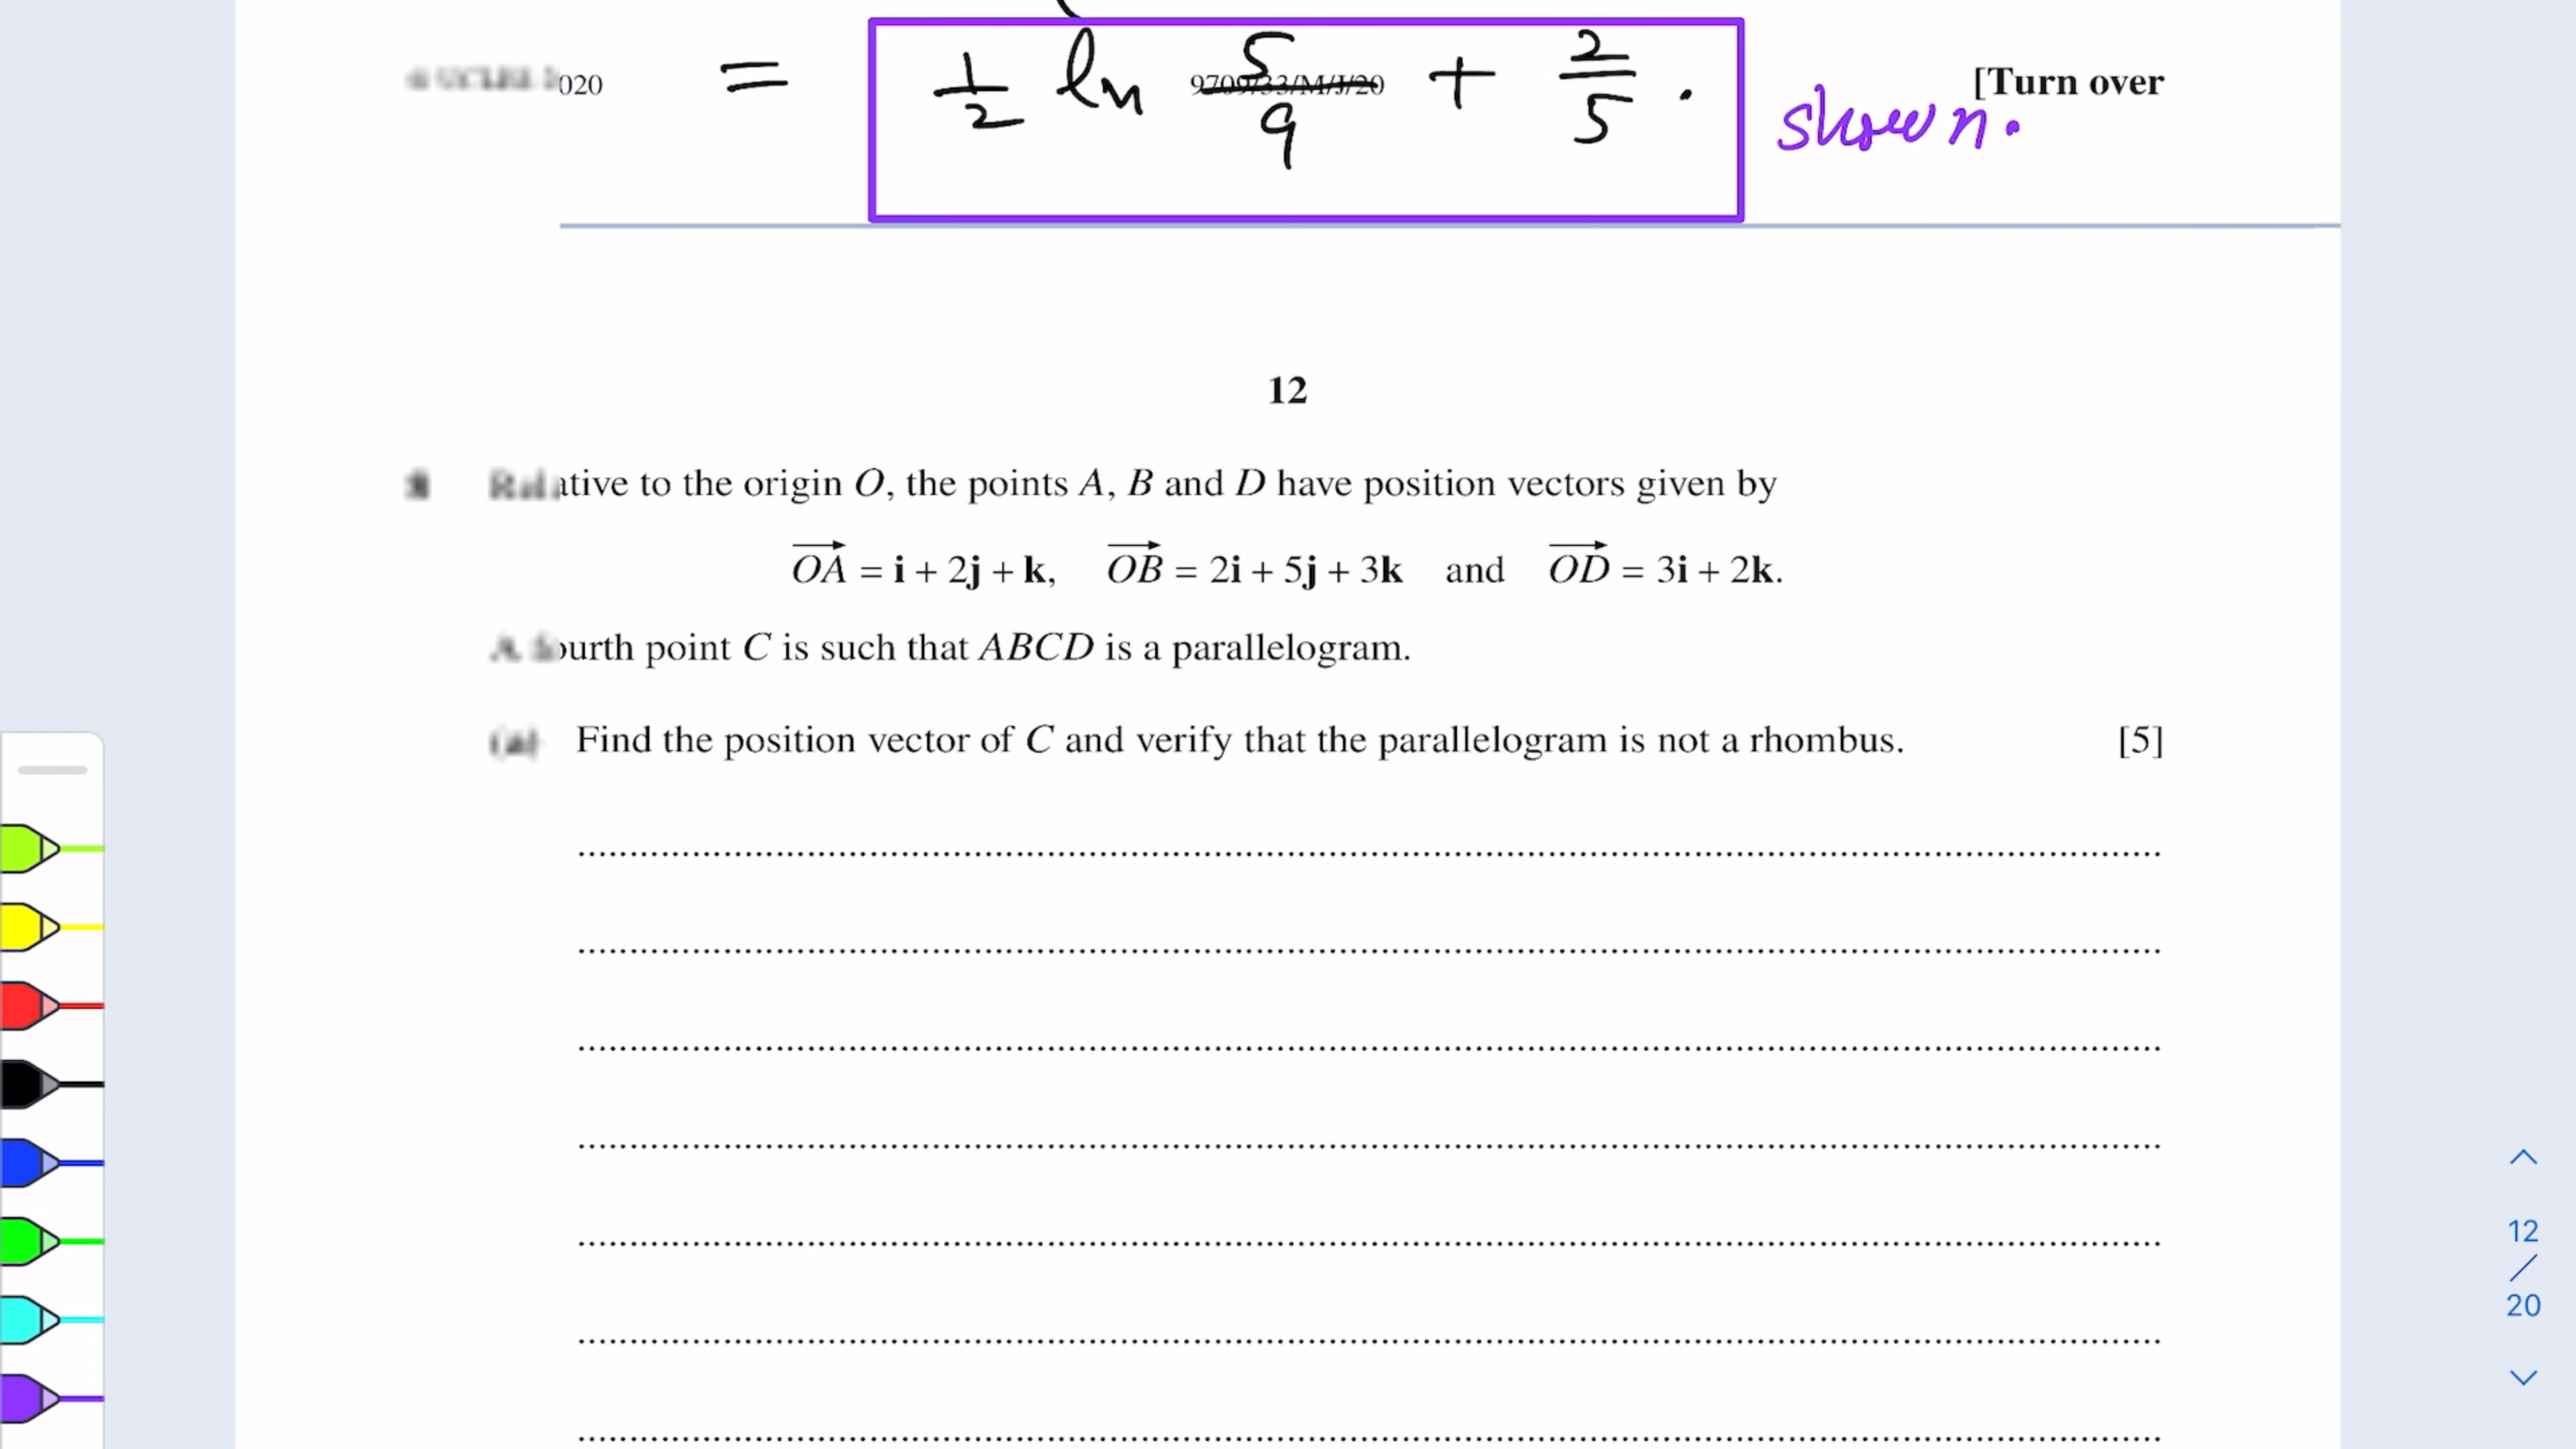 020 = 1/2 ln 5/9 + 2/5 . [Turn over
9709/33/M/J/20
shown.
12
ative to the origin O, the points A, B and D have position vectors given by
OA = i + 2j + k, OB = 2i + 5j + 3k and OD = 3i + 2k.
ourth point C is such that ABCD is a parallelogram.
(a) Find the position vector of C and verify that the parallelogram is not a rhombus. [5]
12
/
20